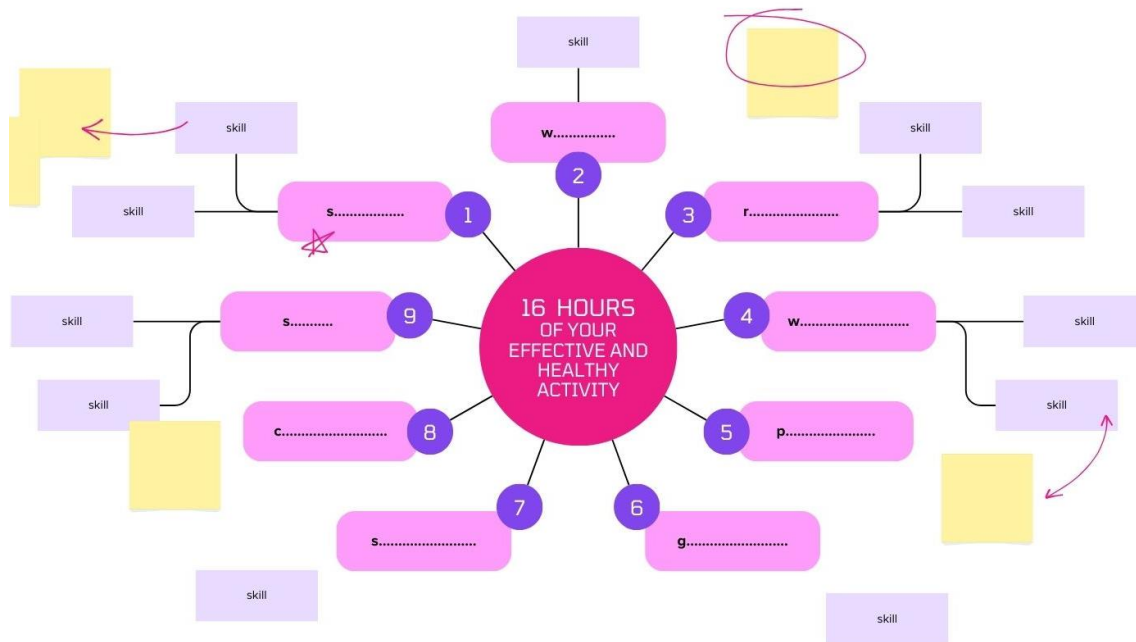 skill
skill
w................
2
skill
skill
s..................
1
3
r.......................
skill
skill
skill
s...........
9
16 HOURS
OF YOUR
EFFECTIVE AND
HEALTHY
ACTIVITY
4
w............................
skill
skill
skill
c...........................
8
5
p.......................
7
s.........................
6
g..........................
skill
skill